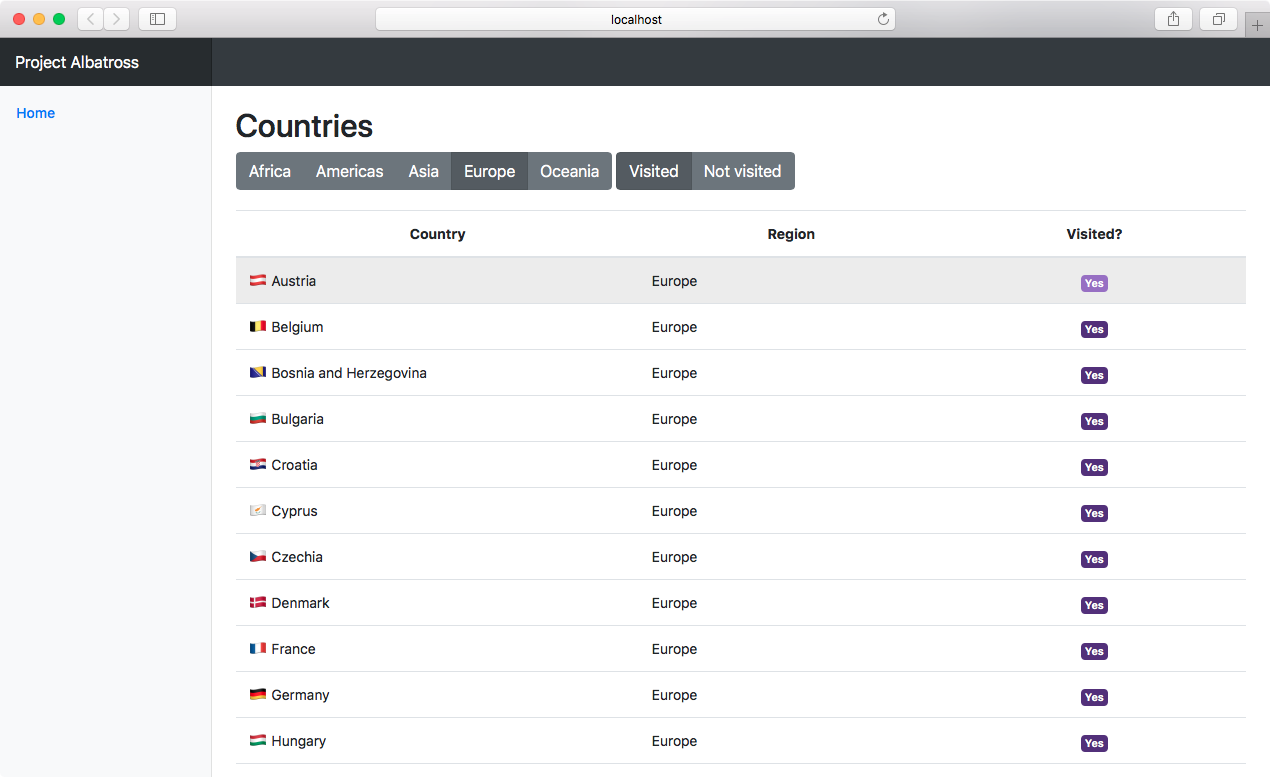 localhost
Project Albatross
Home
Countries
Africa Americas Asia Europe Oceania Visited Not visited
Country Region Visited?
Austria Europe Yes
Belgium Europe Yes
Bosnia and Herzegovina Europe Yes
Bulgaria Europe Yes
Croatia Europe Yes
Cyprus Europe Yes
Czechia Europe Yes
Denmark Europe Yes
France Europe Yes
Germany Europe Yes
Hungary Europe Yes